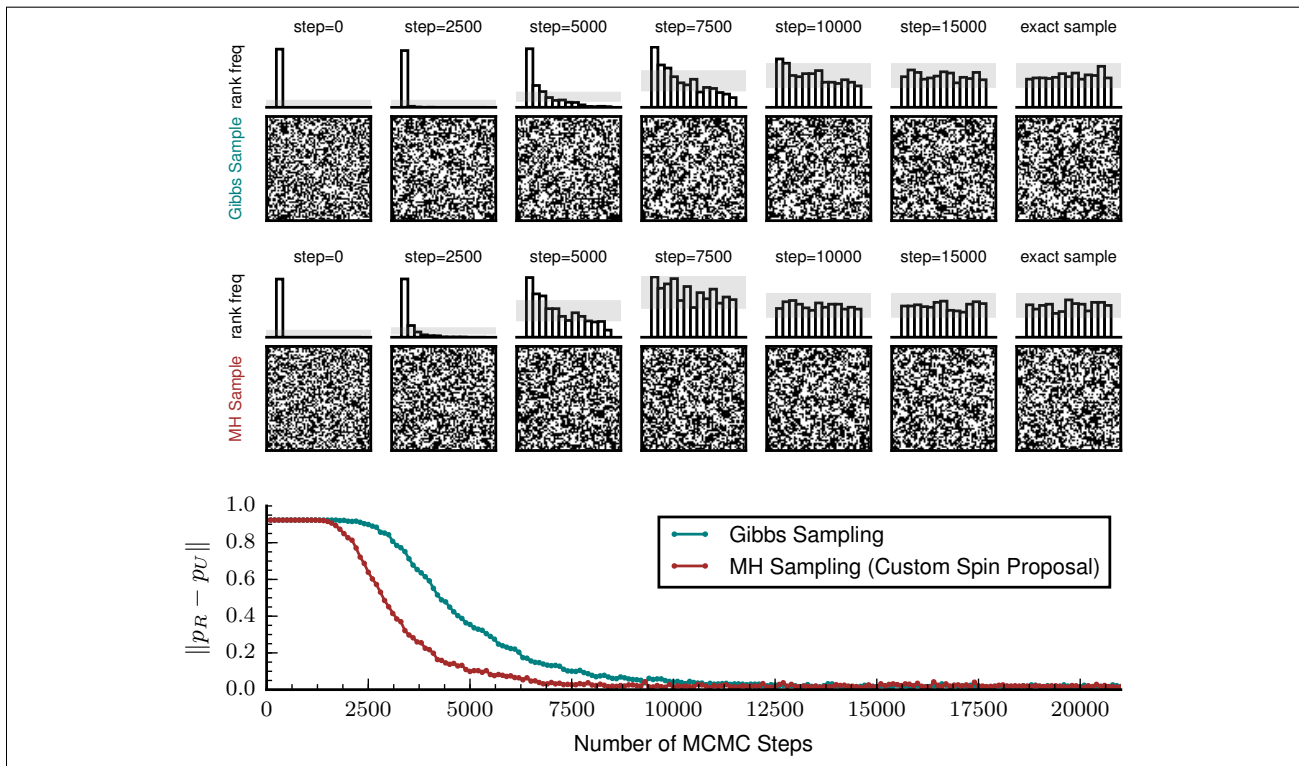 step=0 step=2500 step=5000 step=7500 step=10000 step=15000 exact sample
rank freq
Gibbs Sample
step=0 step=2500 step=5000 step=7500 step=10000 step=15000 exact sample
rank freq
MH Sample
1.0
0.8
0.6
0.4
0.2
0.0
||p_R − p_U||
Gibbs Sampling
MH Sampling (Custom Spin Proposal)
0 2500 5000 7500 10000 12500 15000 17500 20000
Number of MCMC Steps